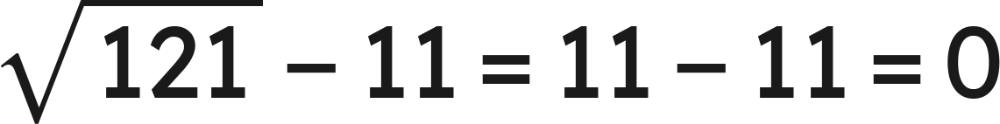 √121 − 11 = 11 − 11 = 0